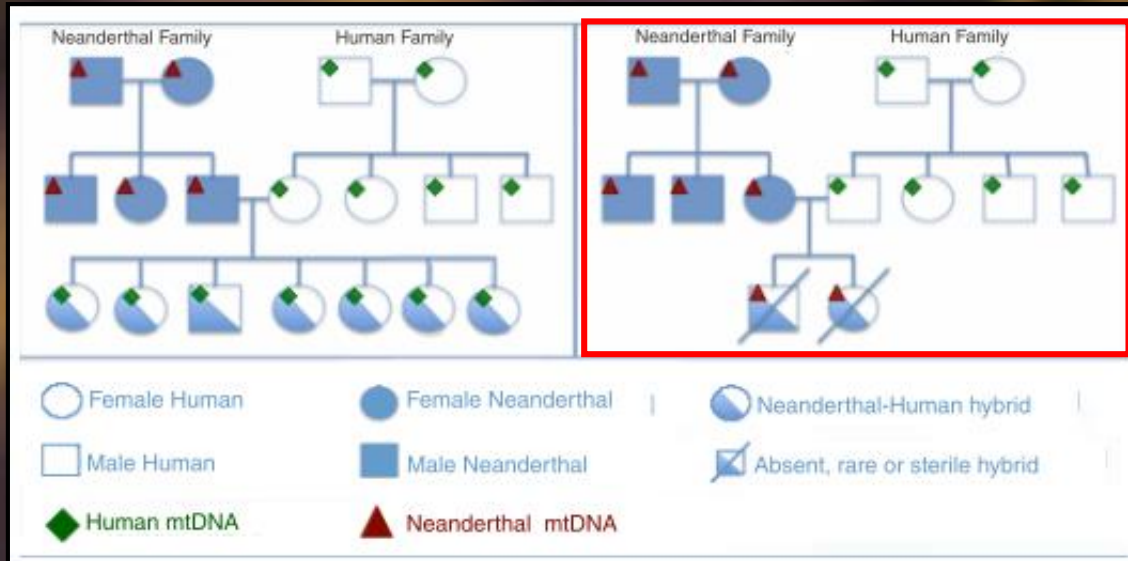 Neanderthal Family Human Family
Neanderthal Family Human Family
Female Human
Female Neanderthal
Neanderthal-Human hybrid
Male Human
Male Neanderthal
Absent, rare or sterile hybrid
Human mtDNA
Neanderthal mtDNA